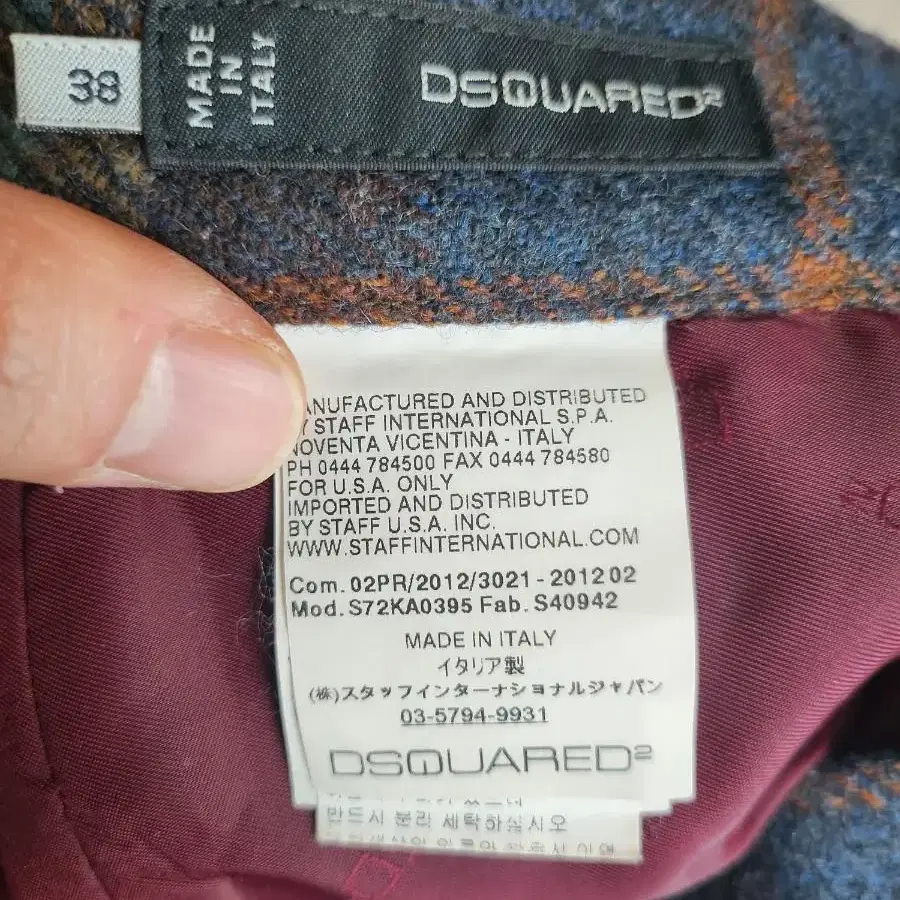 38
MADE
IN
ITALY
DSQUARED²
ANUFACTURED AND DISTRIBUTED
Y STAFF INTERNATIONAL S.P.A.
NOVENTA VICENTINA - ITALY
PH 0444 784500 FAX 0444 784580
FOR U.S.A. ONLY
IMPORTED AND DISTRIBUTED
BY STAFF U.S.A. INC.
WWW.STAFFINTERNATIONAL.COM
Com. 02PR/2012/3021 - 2012 02
Mod. S72KA0395 Fab. S40942
MADE IN ITALY
イタリア製
(株)スタッフインターナショナルジャパン
03-5794-9931
DSQUARED²
반드시 분리 세탁하십시오